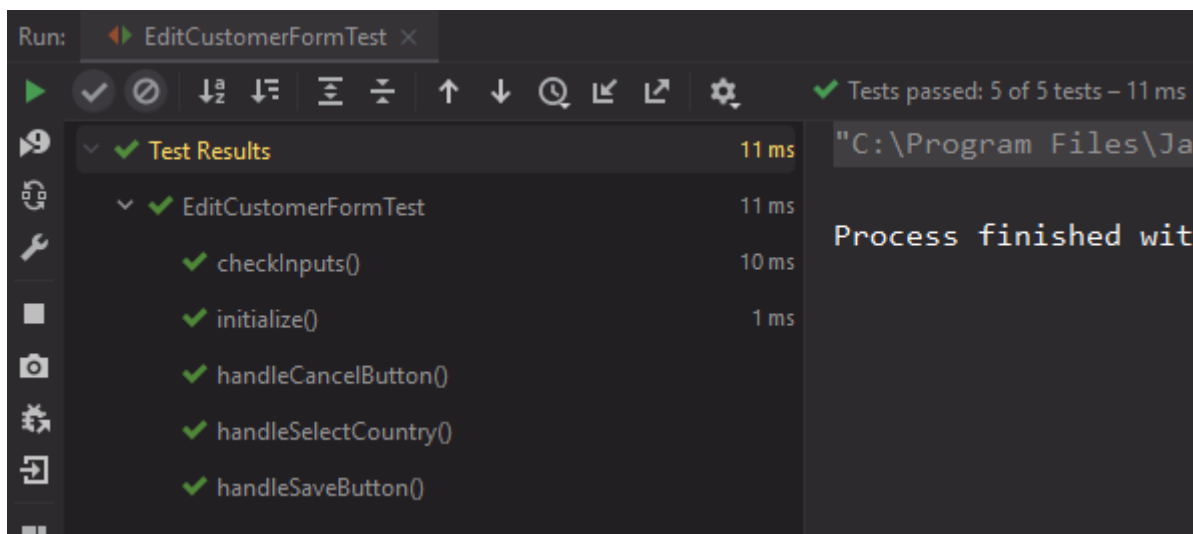 Run: EditCustomerFormTest
Tests passed: 5 of 5 tests – 11 ms
Test Results 11 ms
"C:\Program Files\Ja
EditCustomerFormTest 11 ms
Process finished wit
checkInputs() 10 ms
initialize() 1 ms
handleCancelButton()
handleSelectCountry()
handleSaveButton()